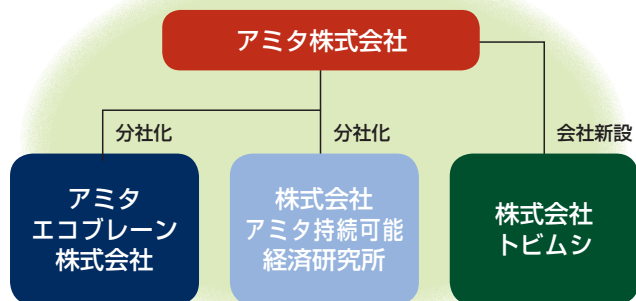 アミタ株式会社
分社化
分社化
会社新設
アミタ
エコブレーン
株式会社
株式会社
アミタ持続可能
経済研究所
株式会社
トビムシ